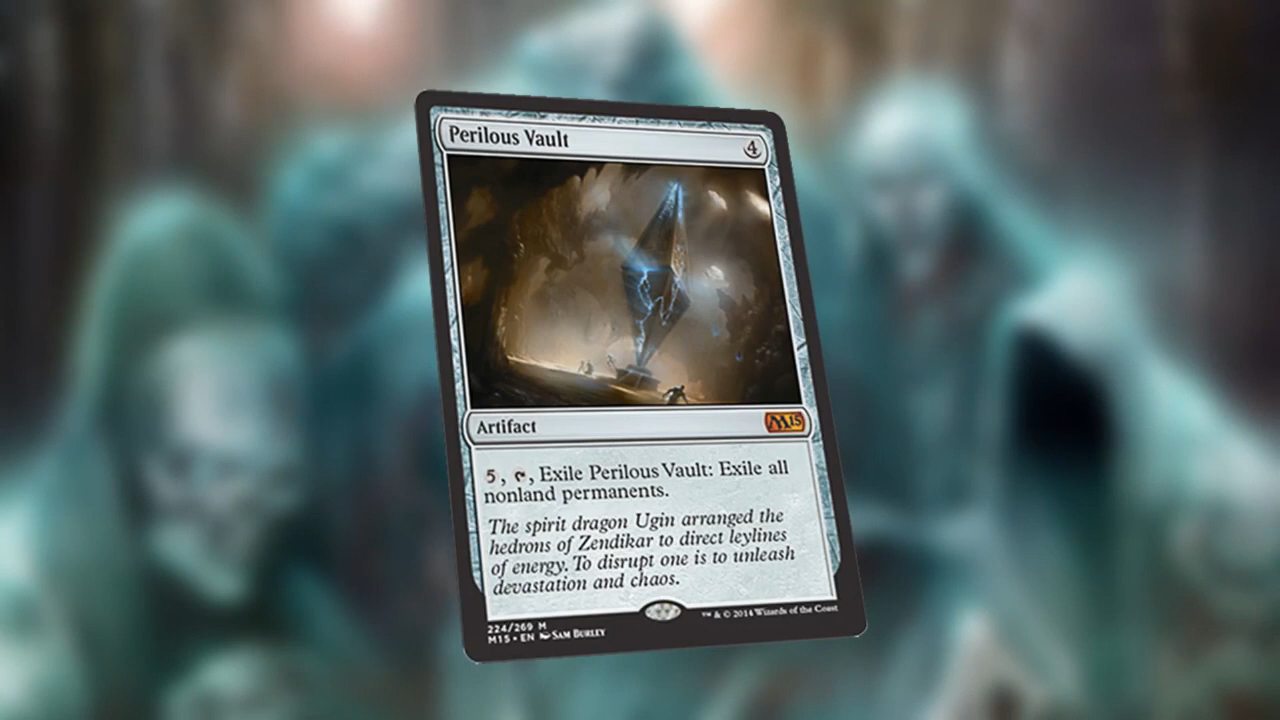 Perilous Vault 4
Artifact M15
5, , Exile Perilous Vault: Exile all
nonland permanents.
The spirit dragon Ugin arranged the
hedrons of Zendikar to direct leylines
of energy. To disrupt one is to unleash
devastation and chaos.
™ & © 2014 Wizards of the Coast
224/269 M
M15 • EN SAM BURLEY